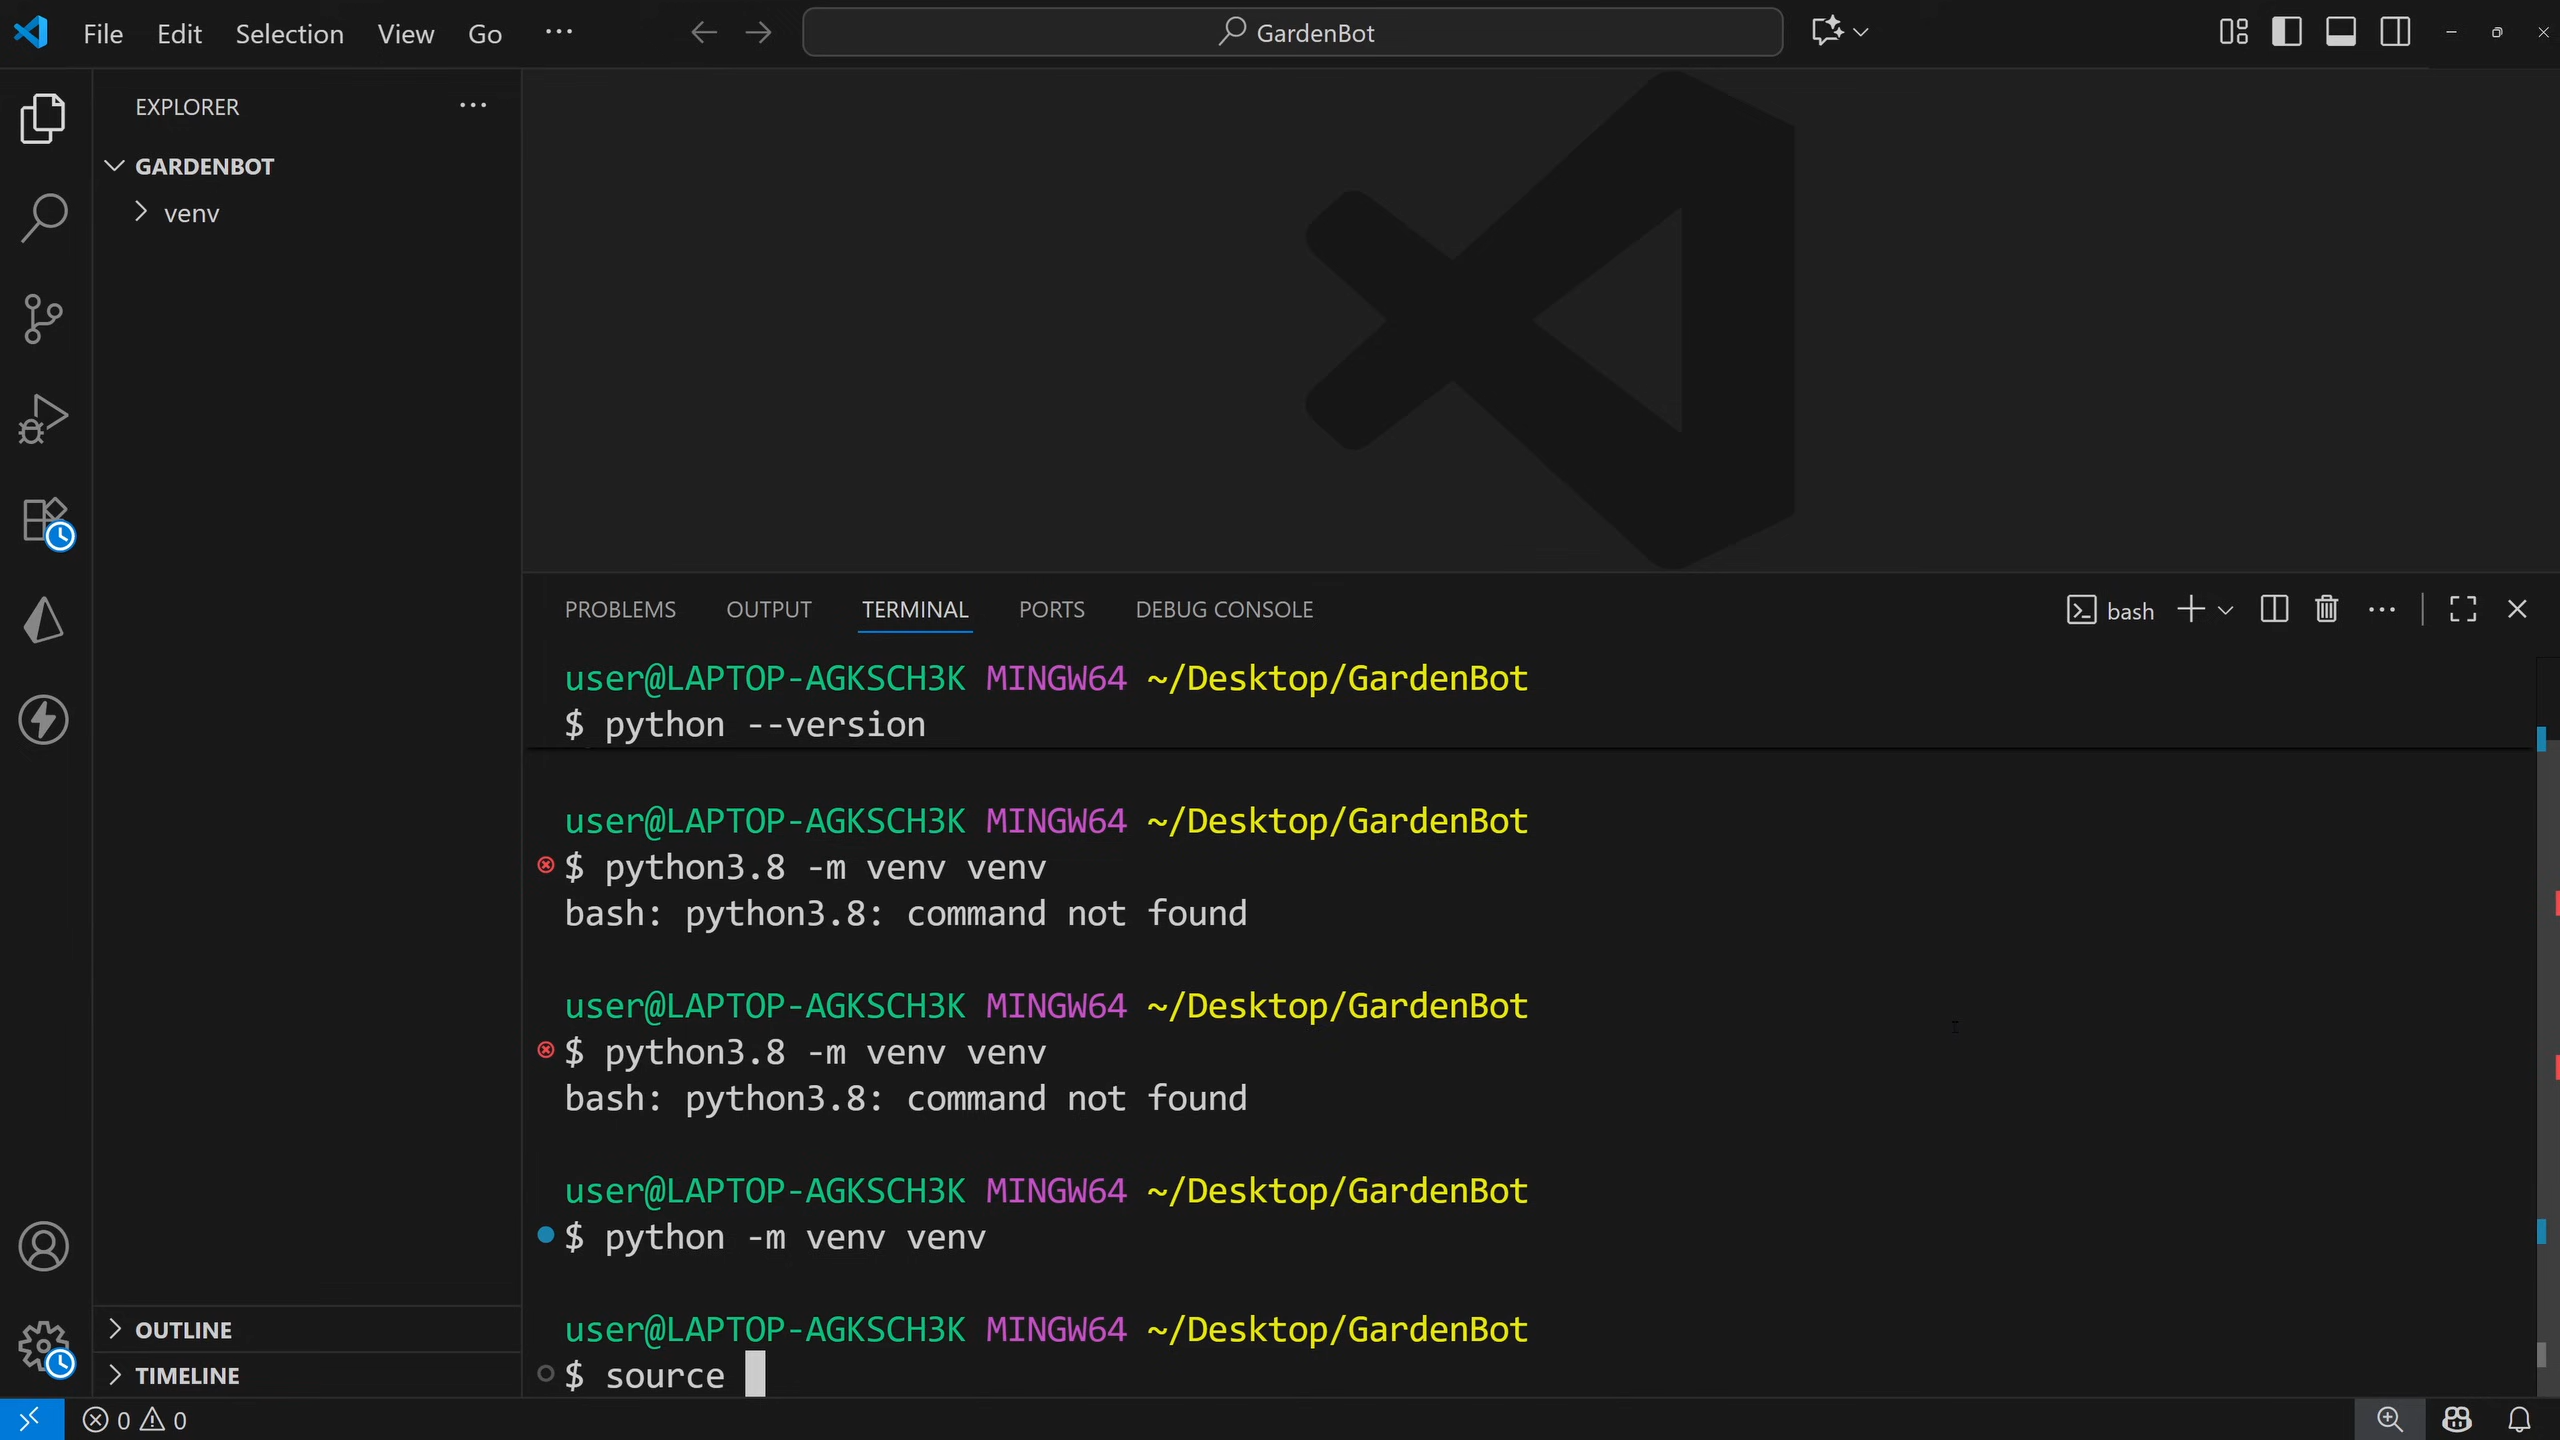 File Edit Selection View Go ···
GardenBot
EXPLORER
GARDENBOT
venv
PROBLEMS OUTPUT TERMINAL PORTS DEBUG CONSOLE
bash
user@LAPTOP-AGKSCH3K MINGW64 ~/Desktop/GardenBot
$ python --version
user@LAPTOP-AGKSCH3K MINGW64 ~/Desktop/GardenBot
$ python3.8 -m venv venv
bash: python3.8: command not found
user@LAPTOP-AGKSCH3K MINGW64 ~/Desktop/GardenBot
$ python3.8 -m venv venv
bash: python3.8: command not found
user@LAPTOP-AGKSCH3K MINGW64 ~/Desktop/GardenBot
$ python -m venv venv
user@LAPTOP-AGKSCH3K MINGW64 ~/Desktop/GardenBot
$ source
OUTLINE
TIMELINE
0 0